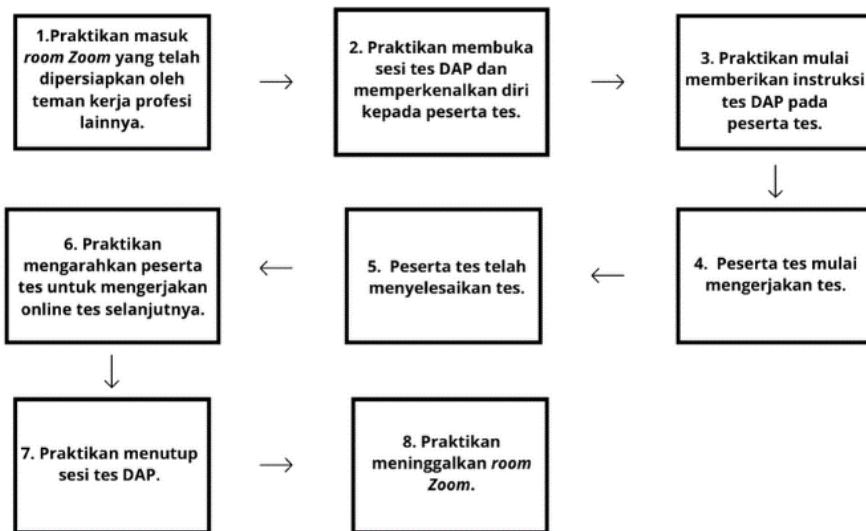 1.Praktikan masuk
room Zoom yang telah
dipersiapkan oleh
teman kerja profesi
lainnya.
2. Praktikan membuka
sesi tes DAP dan
memperkenalkan diri
kepada peserta tes.
3. Praktikan mulai
memberikan instruksi
tes DAP pada
peserta tes.
4. Peserta tes mulai
mengerjakan tes.
5. Peserta tes telah
menyelesaikan tes.
6. Praktikan
mengarahkan peserta
tes untuk mengerjakan
online tes selanjutnya.
7. Praktikan menutup
sesi tes DAP.
8. Praktikan
meninggalkan room
Zoom.